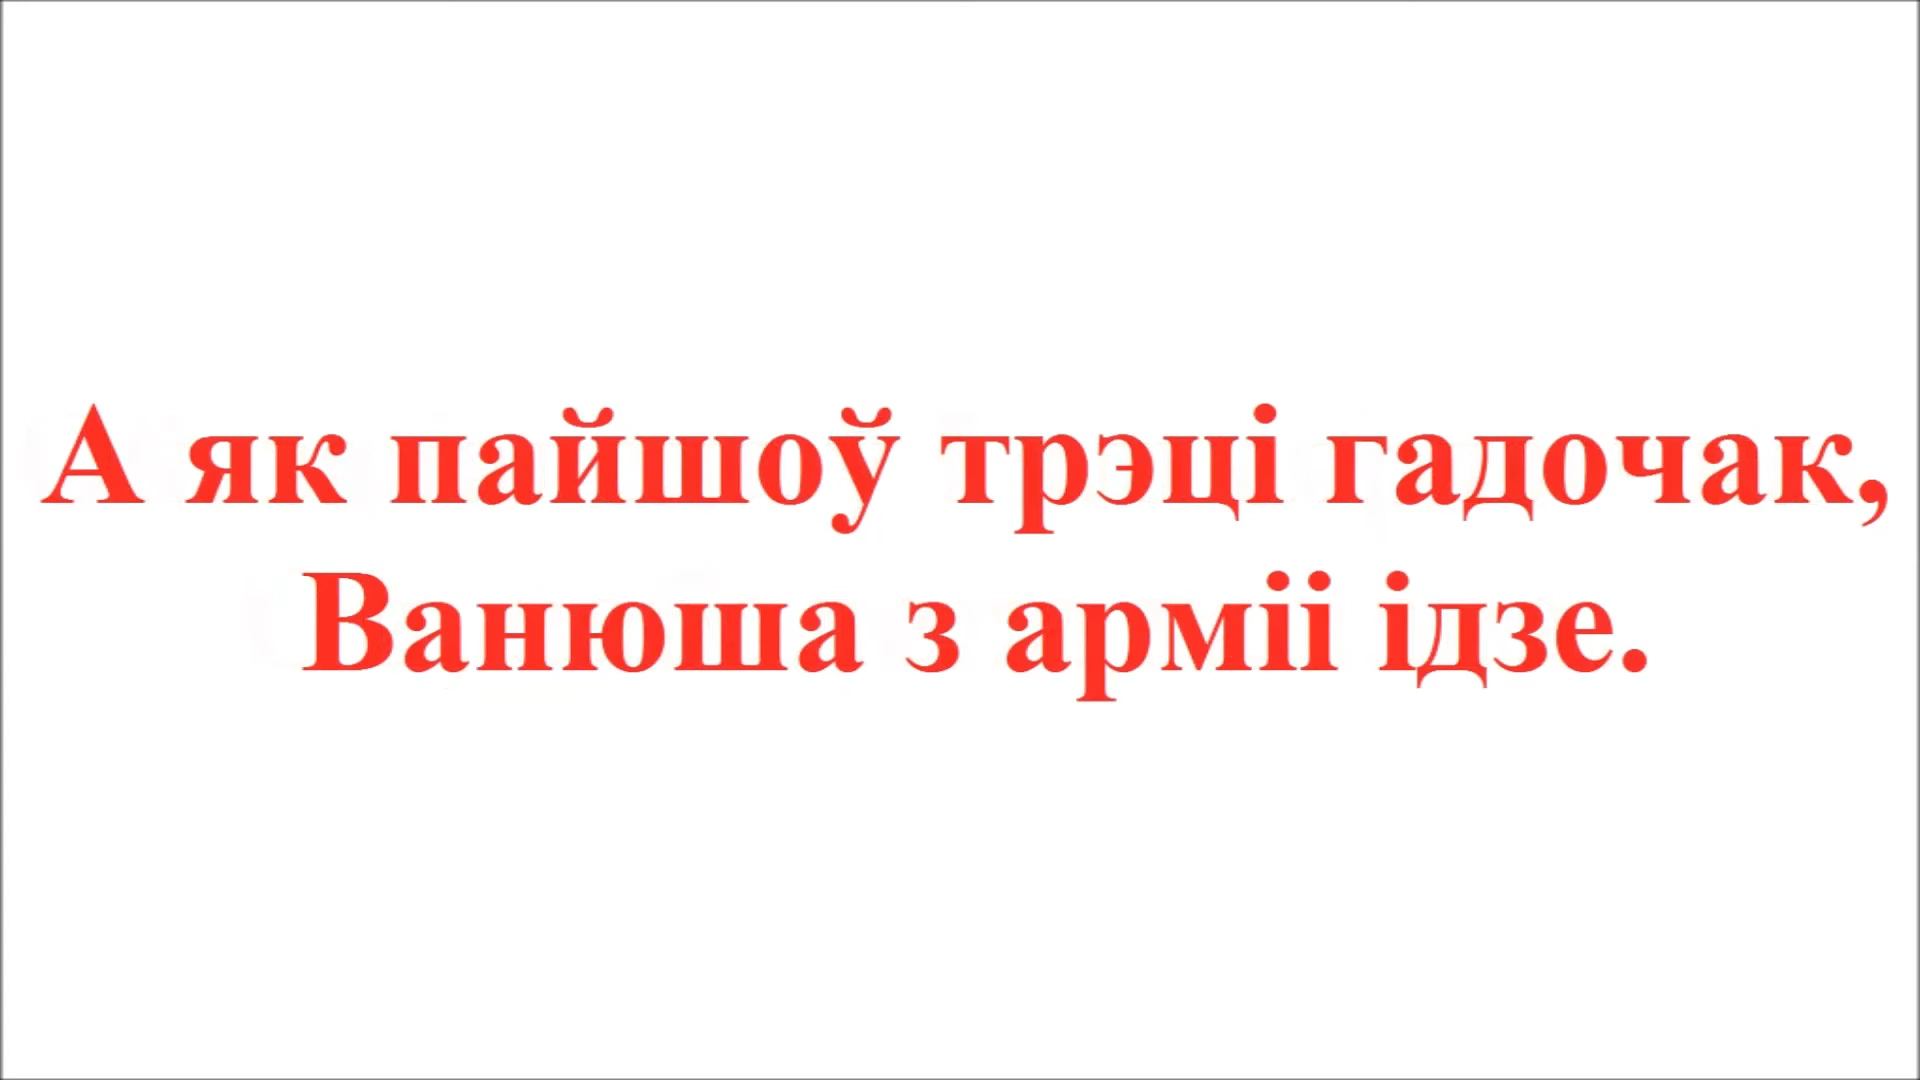 А як пайшоў трэці гадочак,
Ванюша з арміі ідзе.